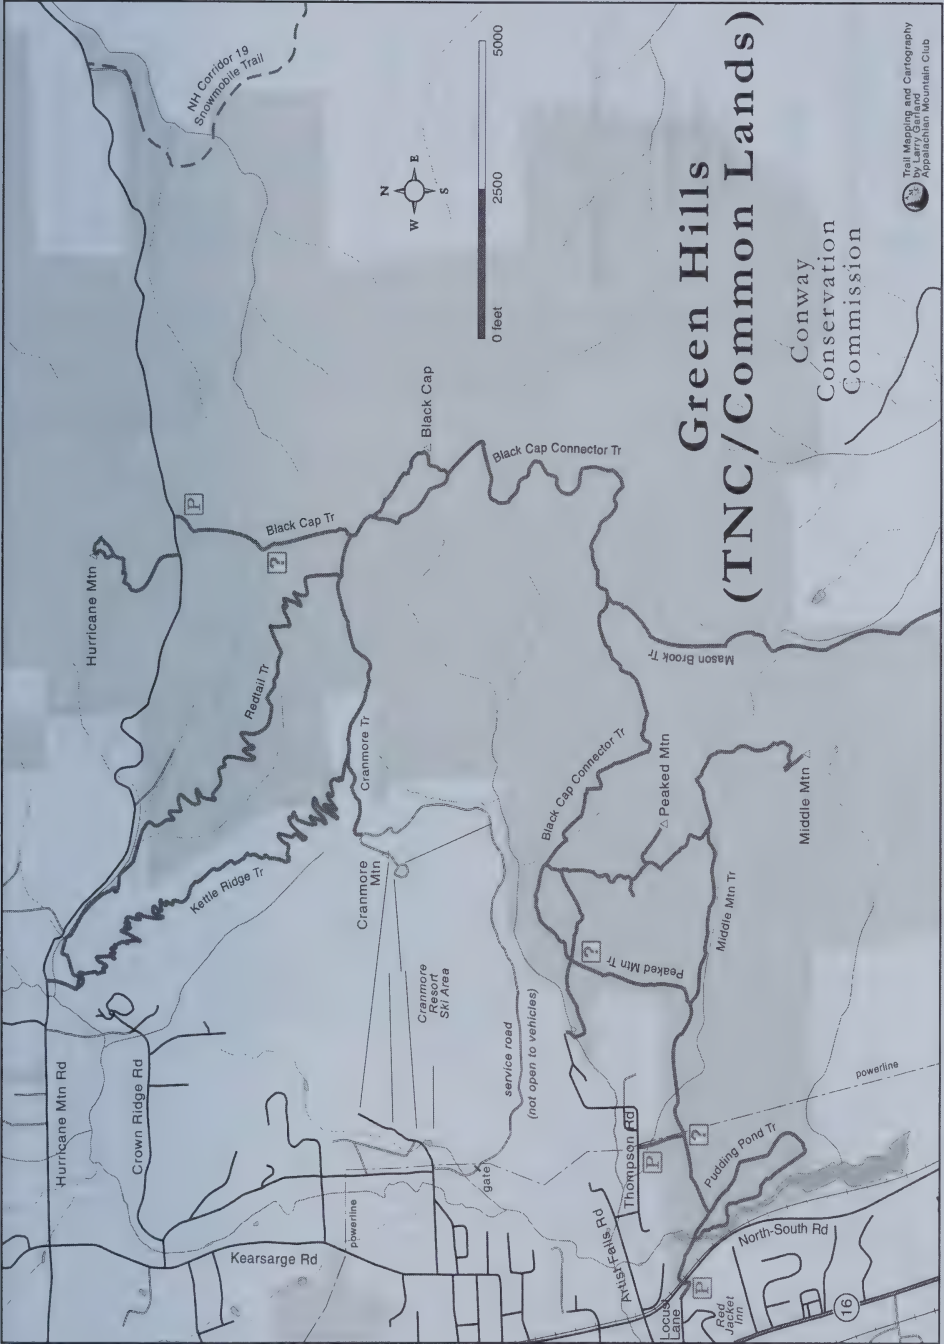 NH Corridor 19
Snowmobile Trail
N
W
E
S
0 feet
2500
5000
Green Hills
(TNC/Common Lands)
Conway
Conservation
Commission
Trail Mapping and Cartography
by Larry Garland
Appalachian Mountain Club
Hurricane Mtn
P
Black Cap Tr
?
Black Cap
Black Cap Connector Tr
Redtail Tr
Cranmore Tr
Mason Brook Tr
Kettle Ridge Tr
Cranmore
Mtn
Black Cap Connector Tr
Peaked Mtn
Middle Mtn
Middle Mtn Tr
?
Peaked Mtn Tr
Cranmore
Resort
Ski Area
service road
(not open to vehicles)
Hurricane Mtn Rd
Crown Ridge Rd
powerline
gate
powerline
Thompson Rd
P
?
Pudding Pond Tr
Kearsarge Rd
Artist Falls Rd
North-South Rd
Locust
Lane
P
Red
Jacket
Inn
16